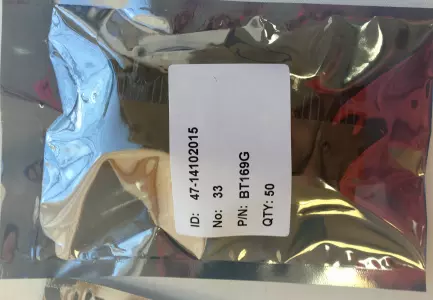 ID: 47-14102015
No: 33
P/N: BT169G
QTY: 50